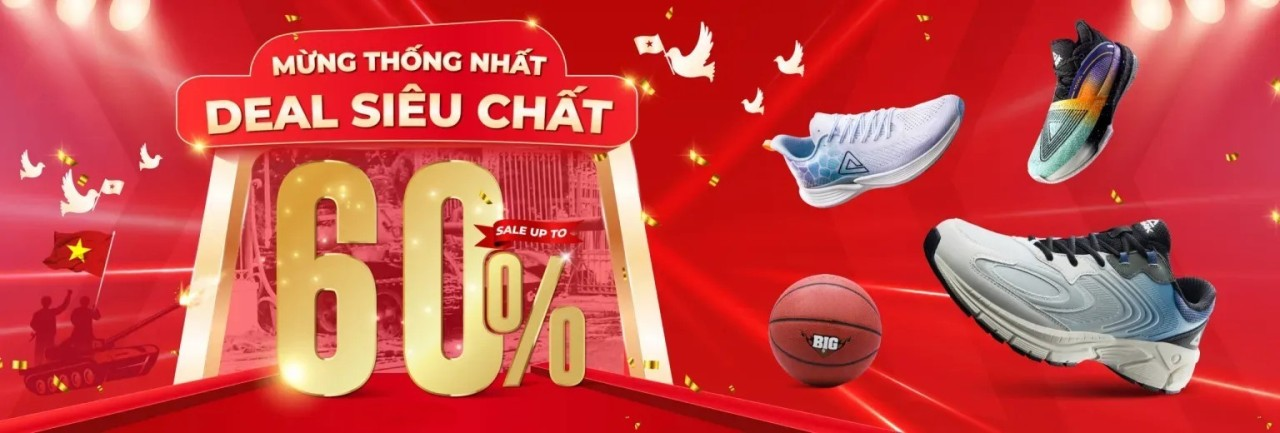 MỪNG THỐNG NHẤT
DEAL SIÊU CHẤT
SALE UP TO
60%
BIG